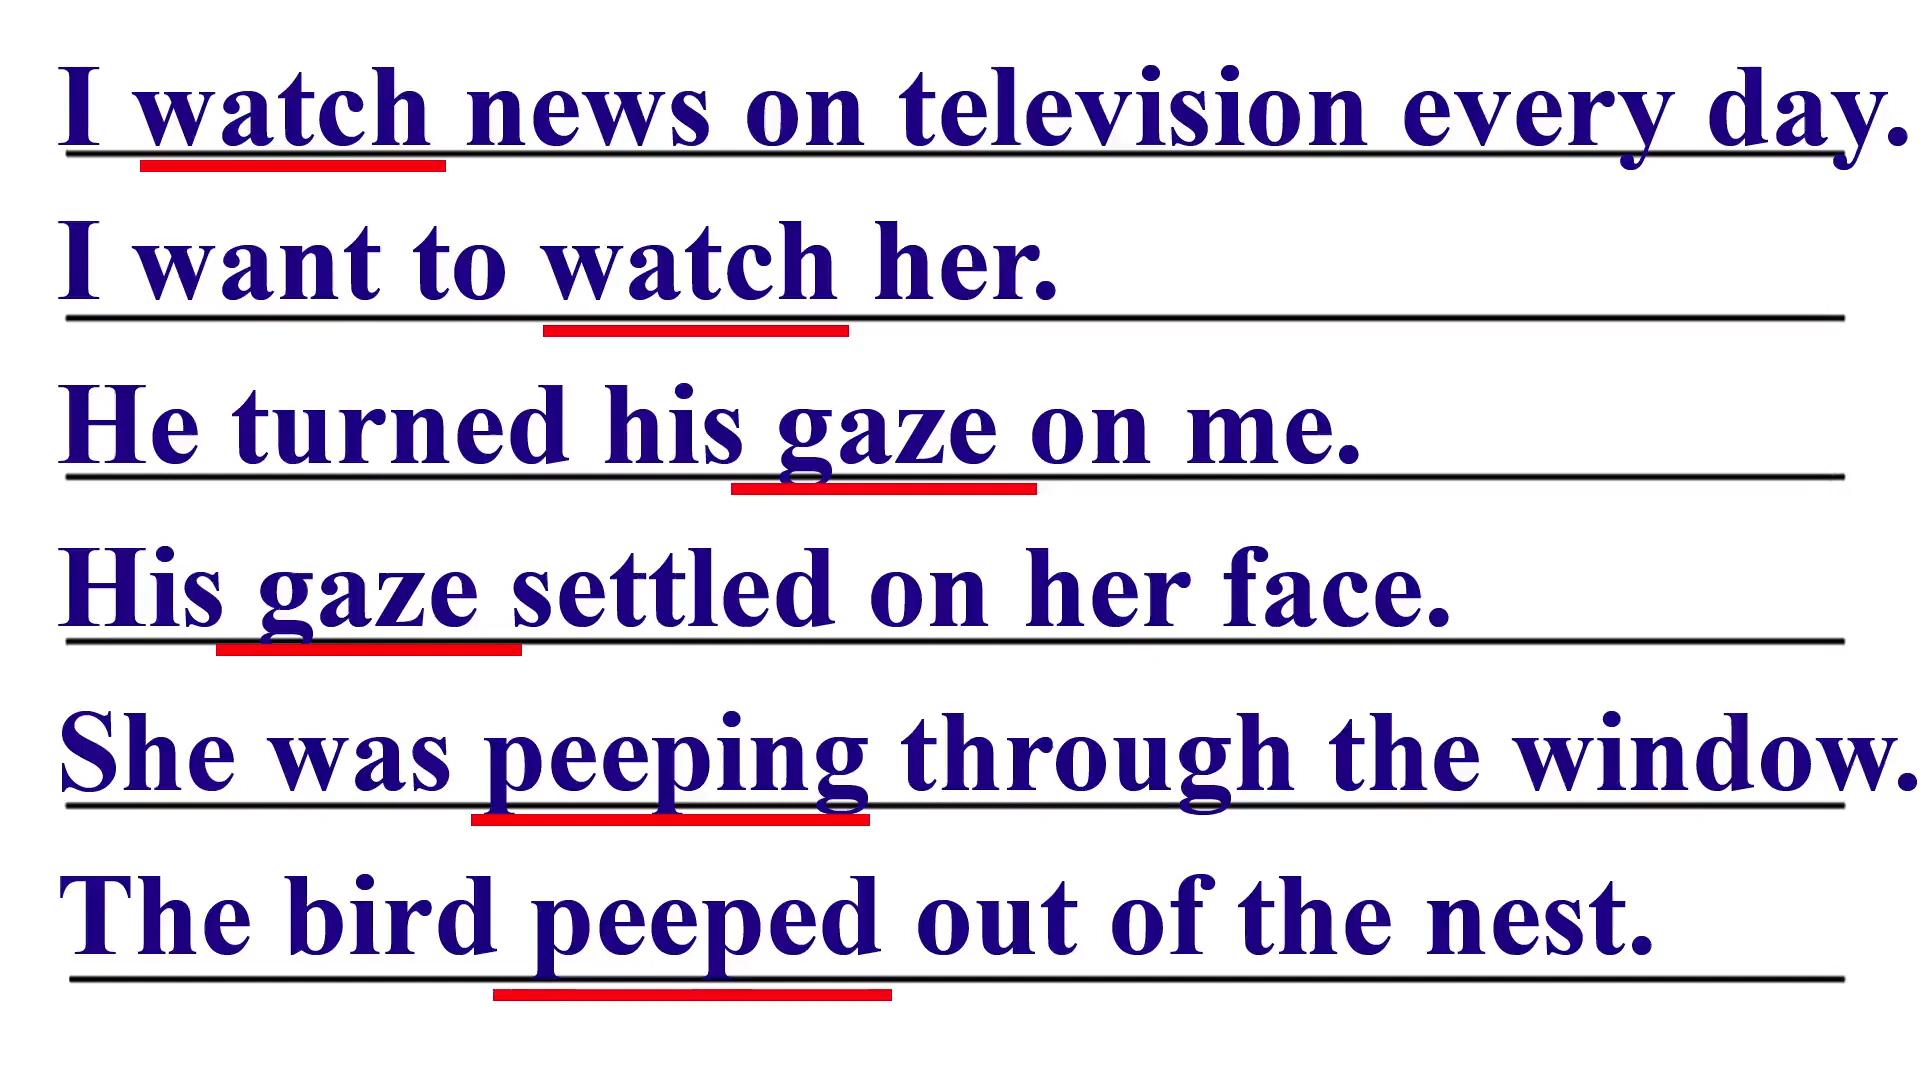 I watch news on television every day.
I want to watch her.
He turned his gaze on me.
His gaze settled on her face.
She was peeping through the window.
The bird peeped out of the nest.